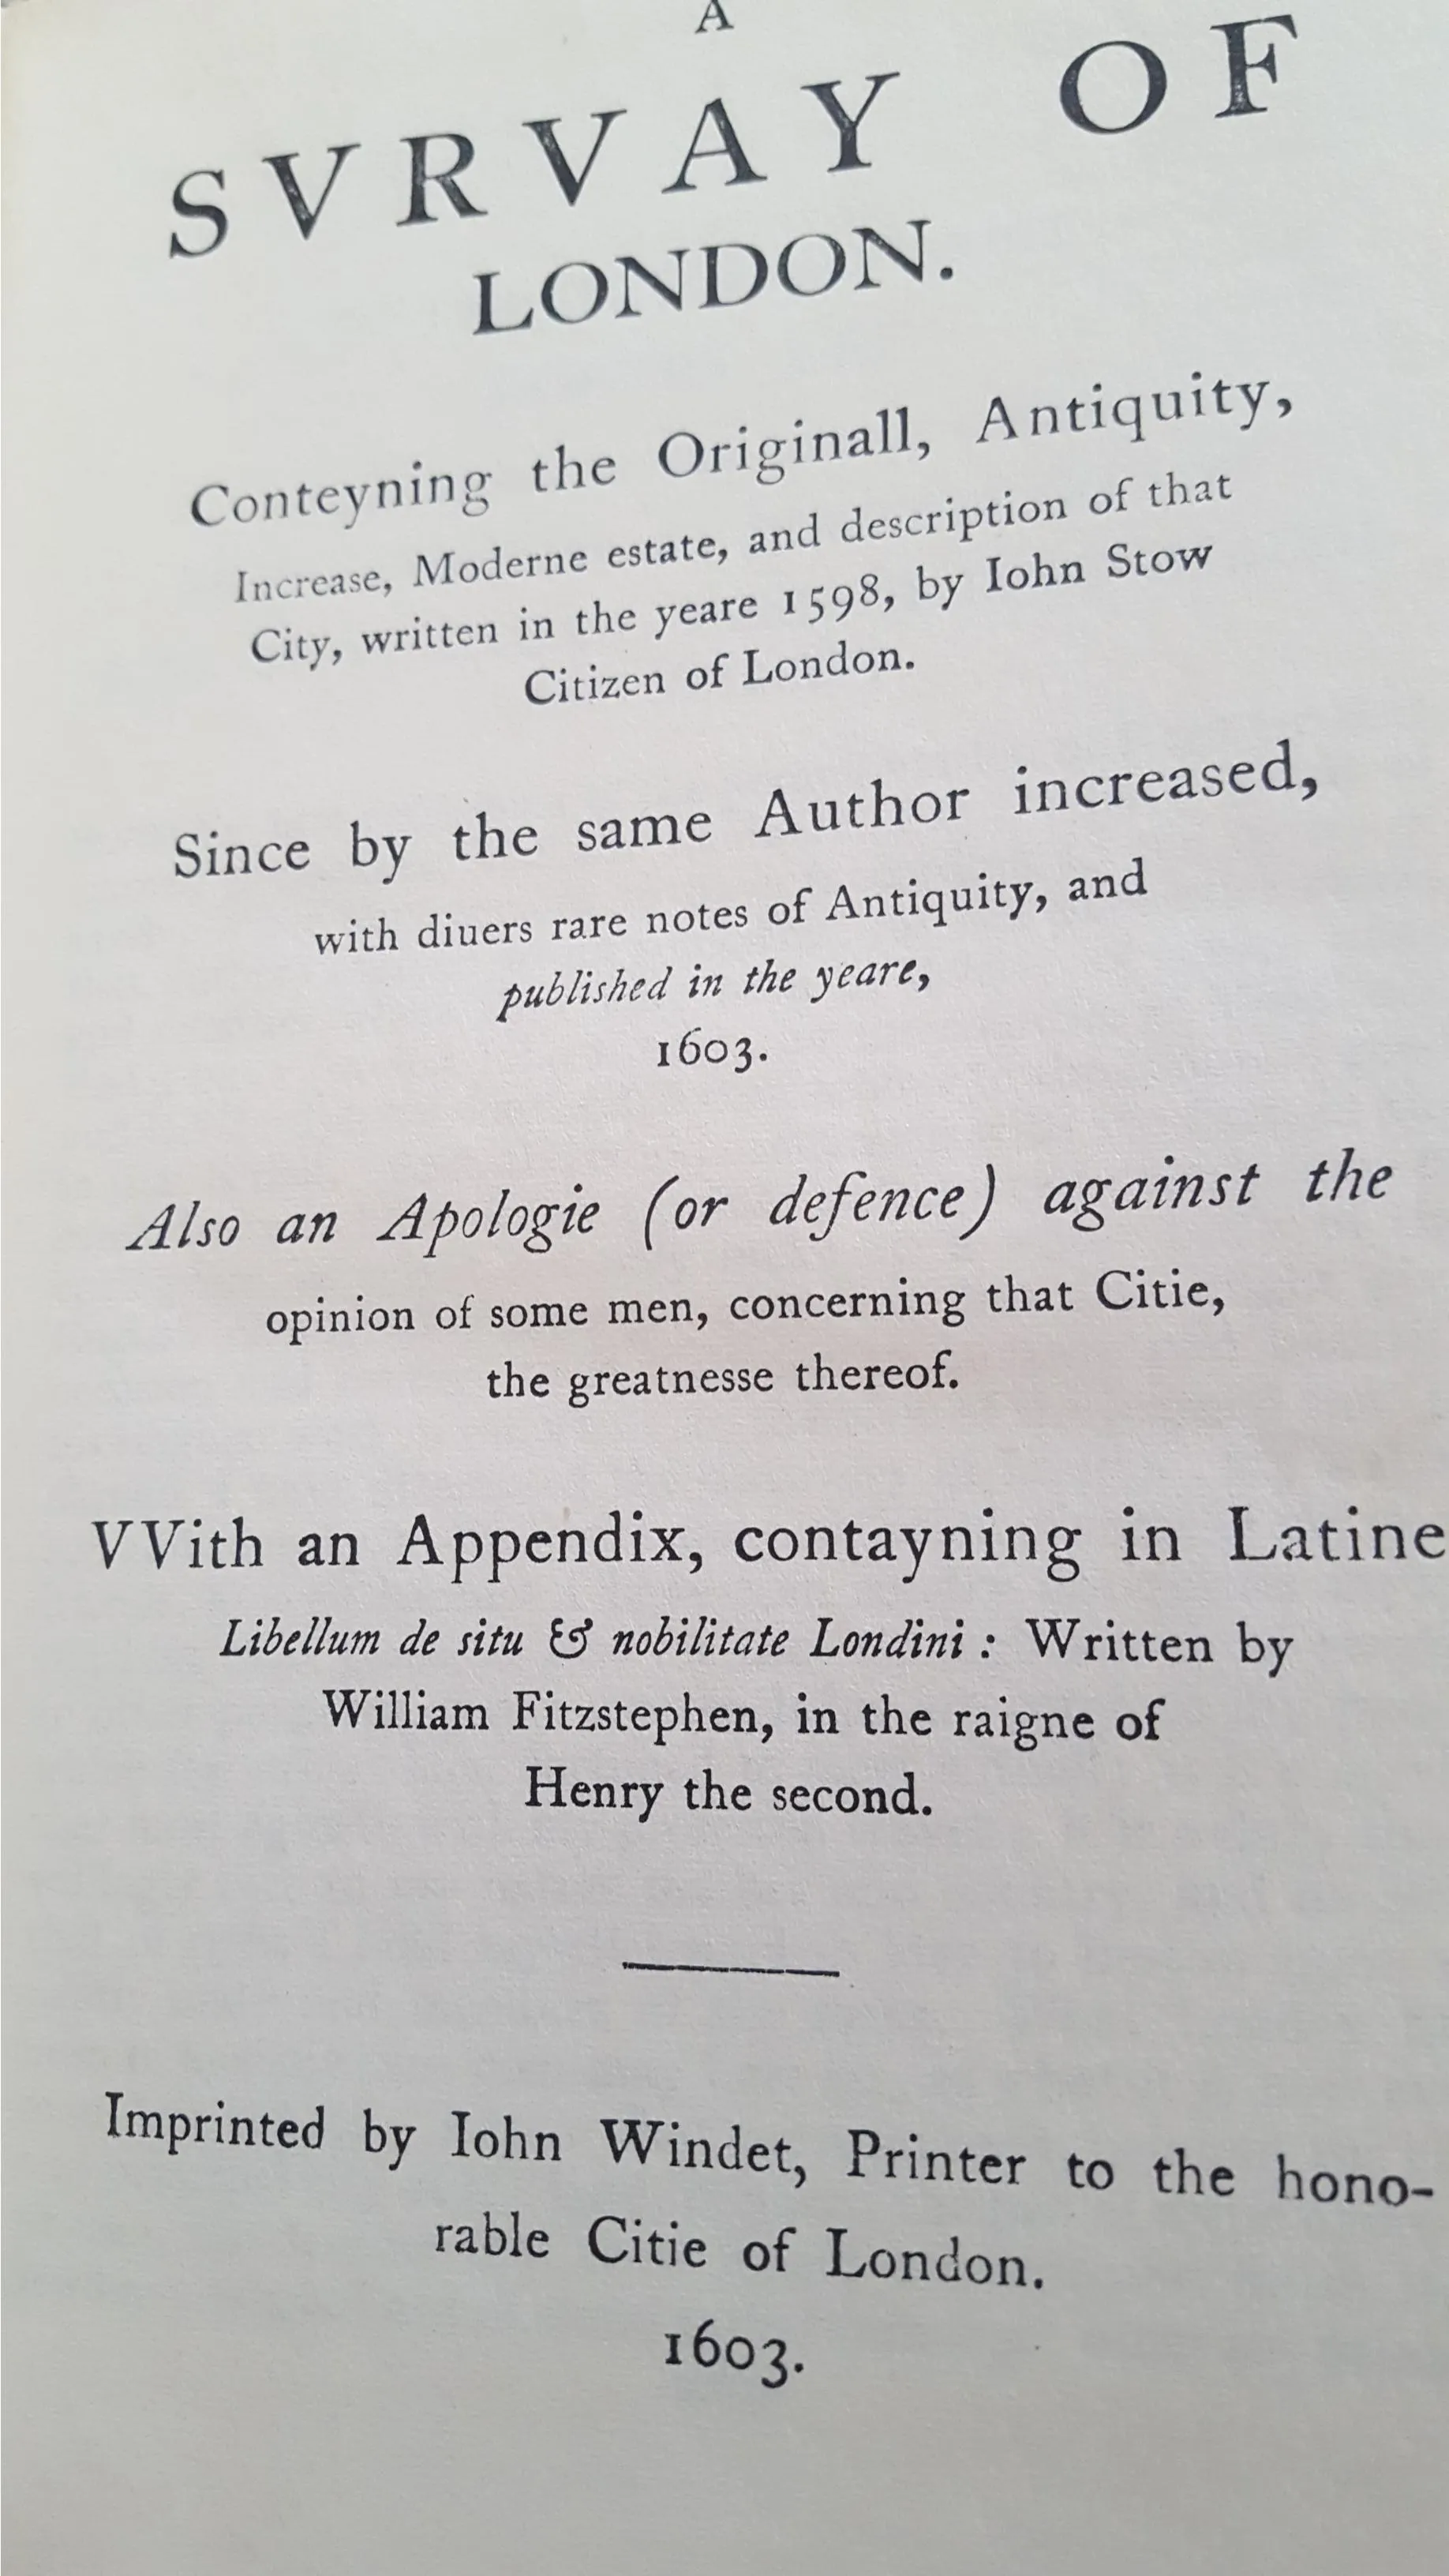 A
SVRVAY OF
LONDON.
Conteyning the Originall, Antiquity,
Increase, Moderne estate, and description of that
City, written in the yeare 1598, by Iohn Stow
Citizen of London.
Since by the same Author increased,
with diuers rare notes of Antiquity, and
published in the yeare,
1603.
Also an Apologie (or defence) against the
opinion of some men, concerning that Citie,
the greatnesse thereof.
VVith an Appendix, contayning in Latine
Libellum de situ & nobilitate Londini : Written by
William Fitzstephen, in the raigne of
Henry the second.
Imprinted by Iohn Windet, Printer to the hono-
rable Citie of London.
1603.